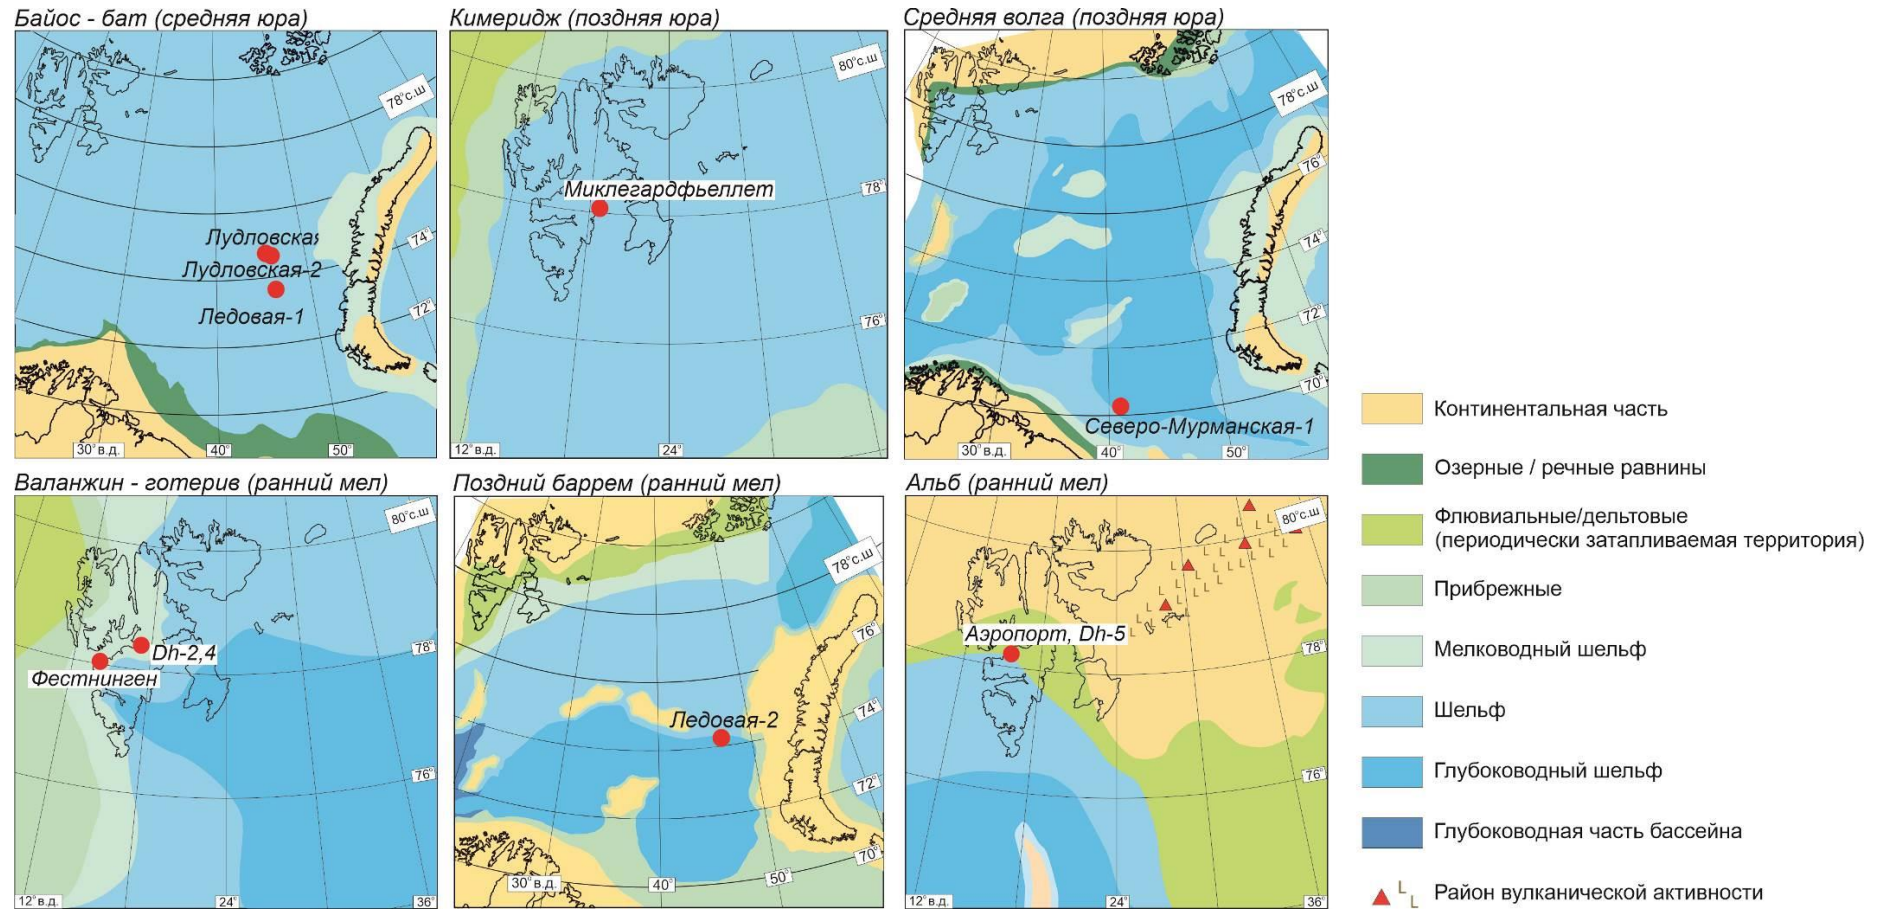 Байос - бат (средняя юра)
78°с.ш
74°
72°
Лудловская
Лудловская-2
Ледовая-1
30°в.д.
40°
50°
Кимеридж (поздняя юра)
80°с.ш
Миклегардфьеллет
78°
76°
12°в.д.
24°
Средняя волга (поздняя юра)
78°с.ш
76°
74°
72°
70°
Северо-Мурманская-1
30°в.д.
40°
50°
Валанжин - готерив (ранний мел)
80°с.ш
78°
Dh-2,4
Фестнинген
76°
12°в.д.
24°
36°
Поздний баррем (ранний мел)
78°с.ш
76°
74°
Ледовая-2
72°
70°
30°в.д.
40°
50°
Альб (ранний мел)
80°с.ш
Аэропорт, Dh-5
78°
76°
12°в.д.
24°
36°
Континентальная часть
Озерные / речные равнины
Флювиальные/дельтовые
(периодически затапливаемая территория)
Прибрежные
Мелководный шельф
Шельф
Глубоководный шельф
Глубоководная часть бассейна
Район вулканической активности